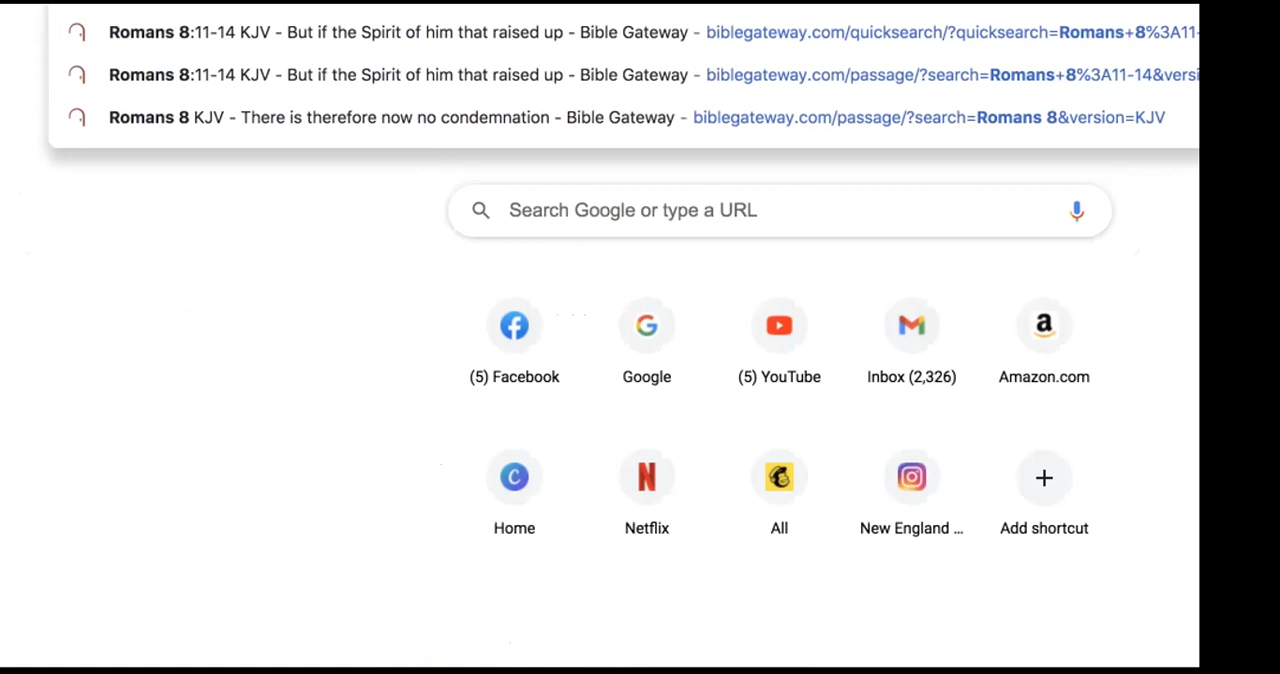 Romans 8:11-14 KJV - But if the Spirit of him that raised up - Bible Gateway - biblegateway.com/quicksearch/?quicksearch=Romans+8%3A11-
Romans 8:11-14 KJV - But if the Spirit of him that raised up - Bible Gateway - biblegateway.com/passage/?search=Romans+8%3A11-14&versi
Romans 8 KJV - There is therefore now no condemnation - Bible Gateway - biblegateway.com/passage/?search=Romans 8&version=KJV
Search Google or type a URL
(5) Facebook Google (5) YouTube Inbox (2,326) Amazon.com
Home Netflix All New England ... Add shortcut